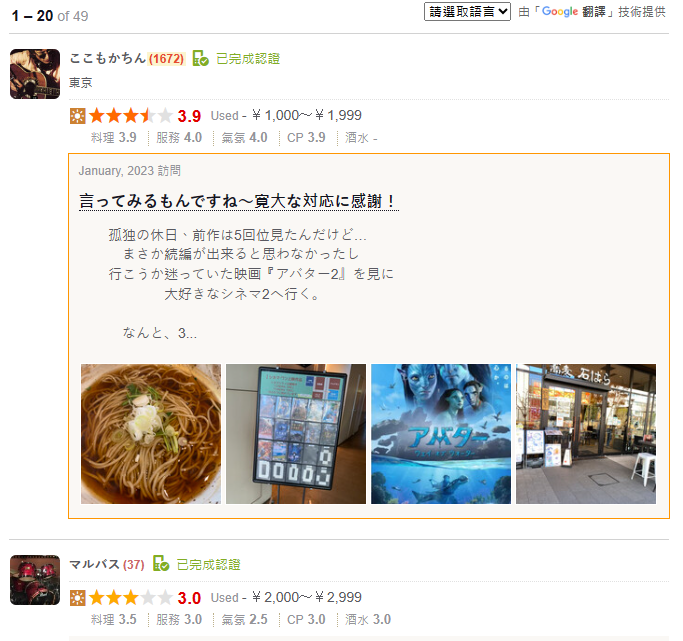 1 – 20 of 49
請選取語言 由「Google 翻譯」技術提供
ここもかちん (1672) 已完成認證
東京
3.9 Used - ￥1,000～￥1,999
料理 3.9 服務 4.0 氣氛 4.0 CP 3.9 酒水 -
January, 2023 訪問
言ってみるもんですね～寛大な対応に感謝！
孤独の休日、前作は5回位見たんだけど…
まさか続編が出来ると思わなかったし
行こうか迷っていた映画『アバター2』を見に
大好きなシネマ2へ行く。
なんと、3...
アバター
蕎麦 石はら
マルバス (37) 已完成認證
3.0 Used - ￥2,000～￥2,999
料理 3.5 服務 3.0 氣氛 2.5 CP 3.0 酒水 3.0